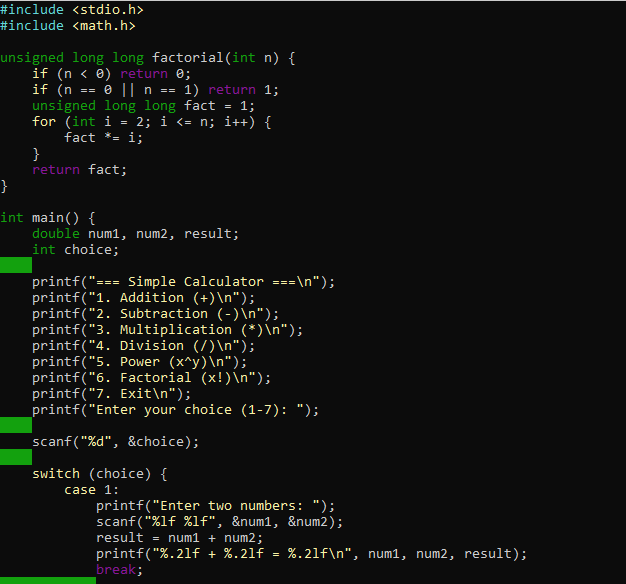 #include <stdio.h>
#include <math.h>

unsigned long long factorial(int n) {
    if (n < 0) return 0;
    if (n == 0 || n == 1) return 1;
    unsigned long long fact = 1;
    for (int i = 2; i <= n; i++) {
        fact *= i;
    }
    return fact;
}

int main() {
    double num1, num2, result;
    int choice;

    printf("=== Simple Calculator ===\n");
    printf("1. Addition (+)\n");
    printf("2. Subtraction (-)\n");
    printf("3. Multiplication (*)\n");
    printf("4. Division (/)\n");
    printf("5. Power (x^y)\n");
    printf("6. Factorial (x!)\n");
    printf("7. Exit\n");
    printf("Enter your choice (1-7): ");

    scanf("%d", &choice);

    switch (choice) {
        case 1:
            printf("Enter two numbers: ");
            scanf("%lf %lf", &num1, &num2);
            result = num1 + num2;
            printf("%.2lf + %.2lf = %.2lf\n", num1, num2, result);
            break;